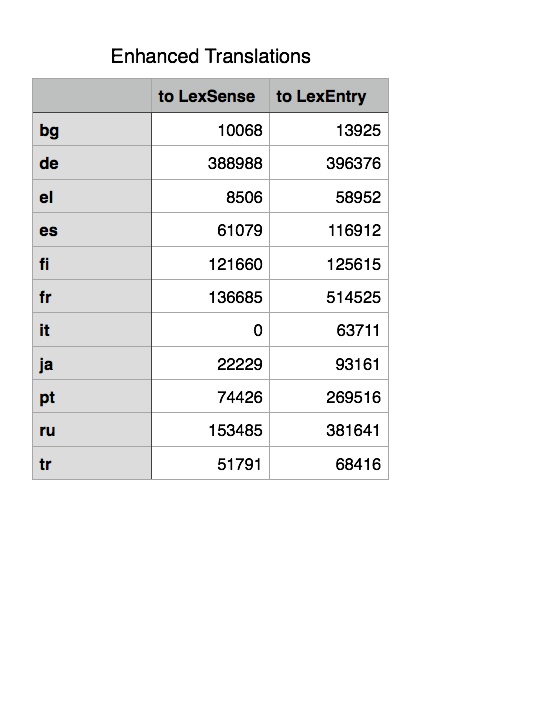 Enhanced Translations
to LexSense to LexEntry
bg 10068 13925
de 388988 396376
el 8506 58952
es 61079 116912
fi 121660 125615
fr 136685 514525
it 0 63711
ja 22229 93161
pt 74426 269516
ru 153485 381641
tr 51791 68416